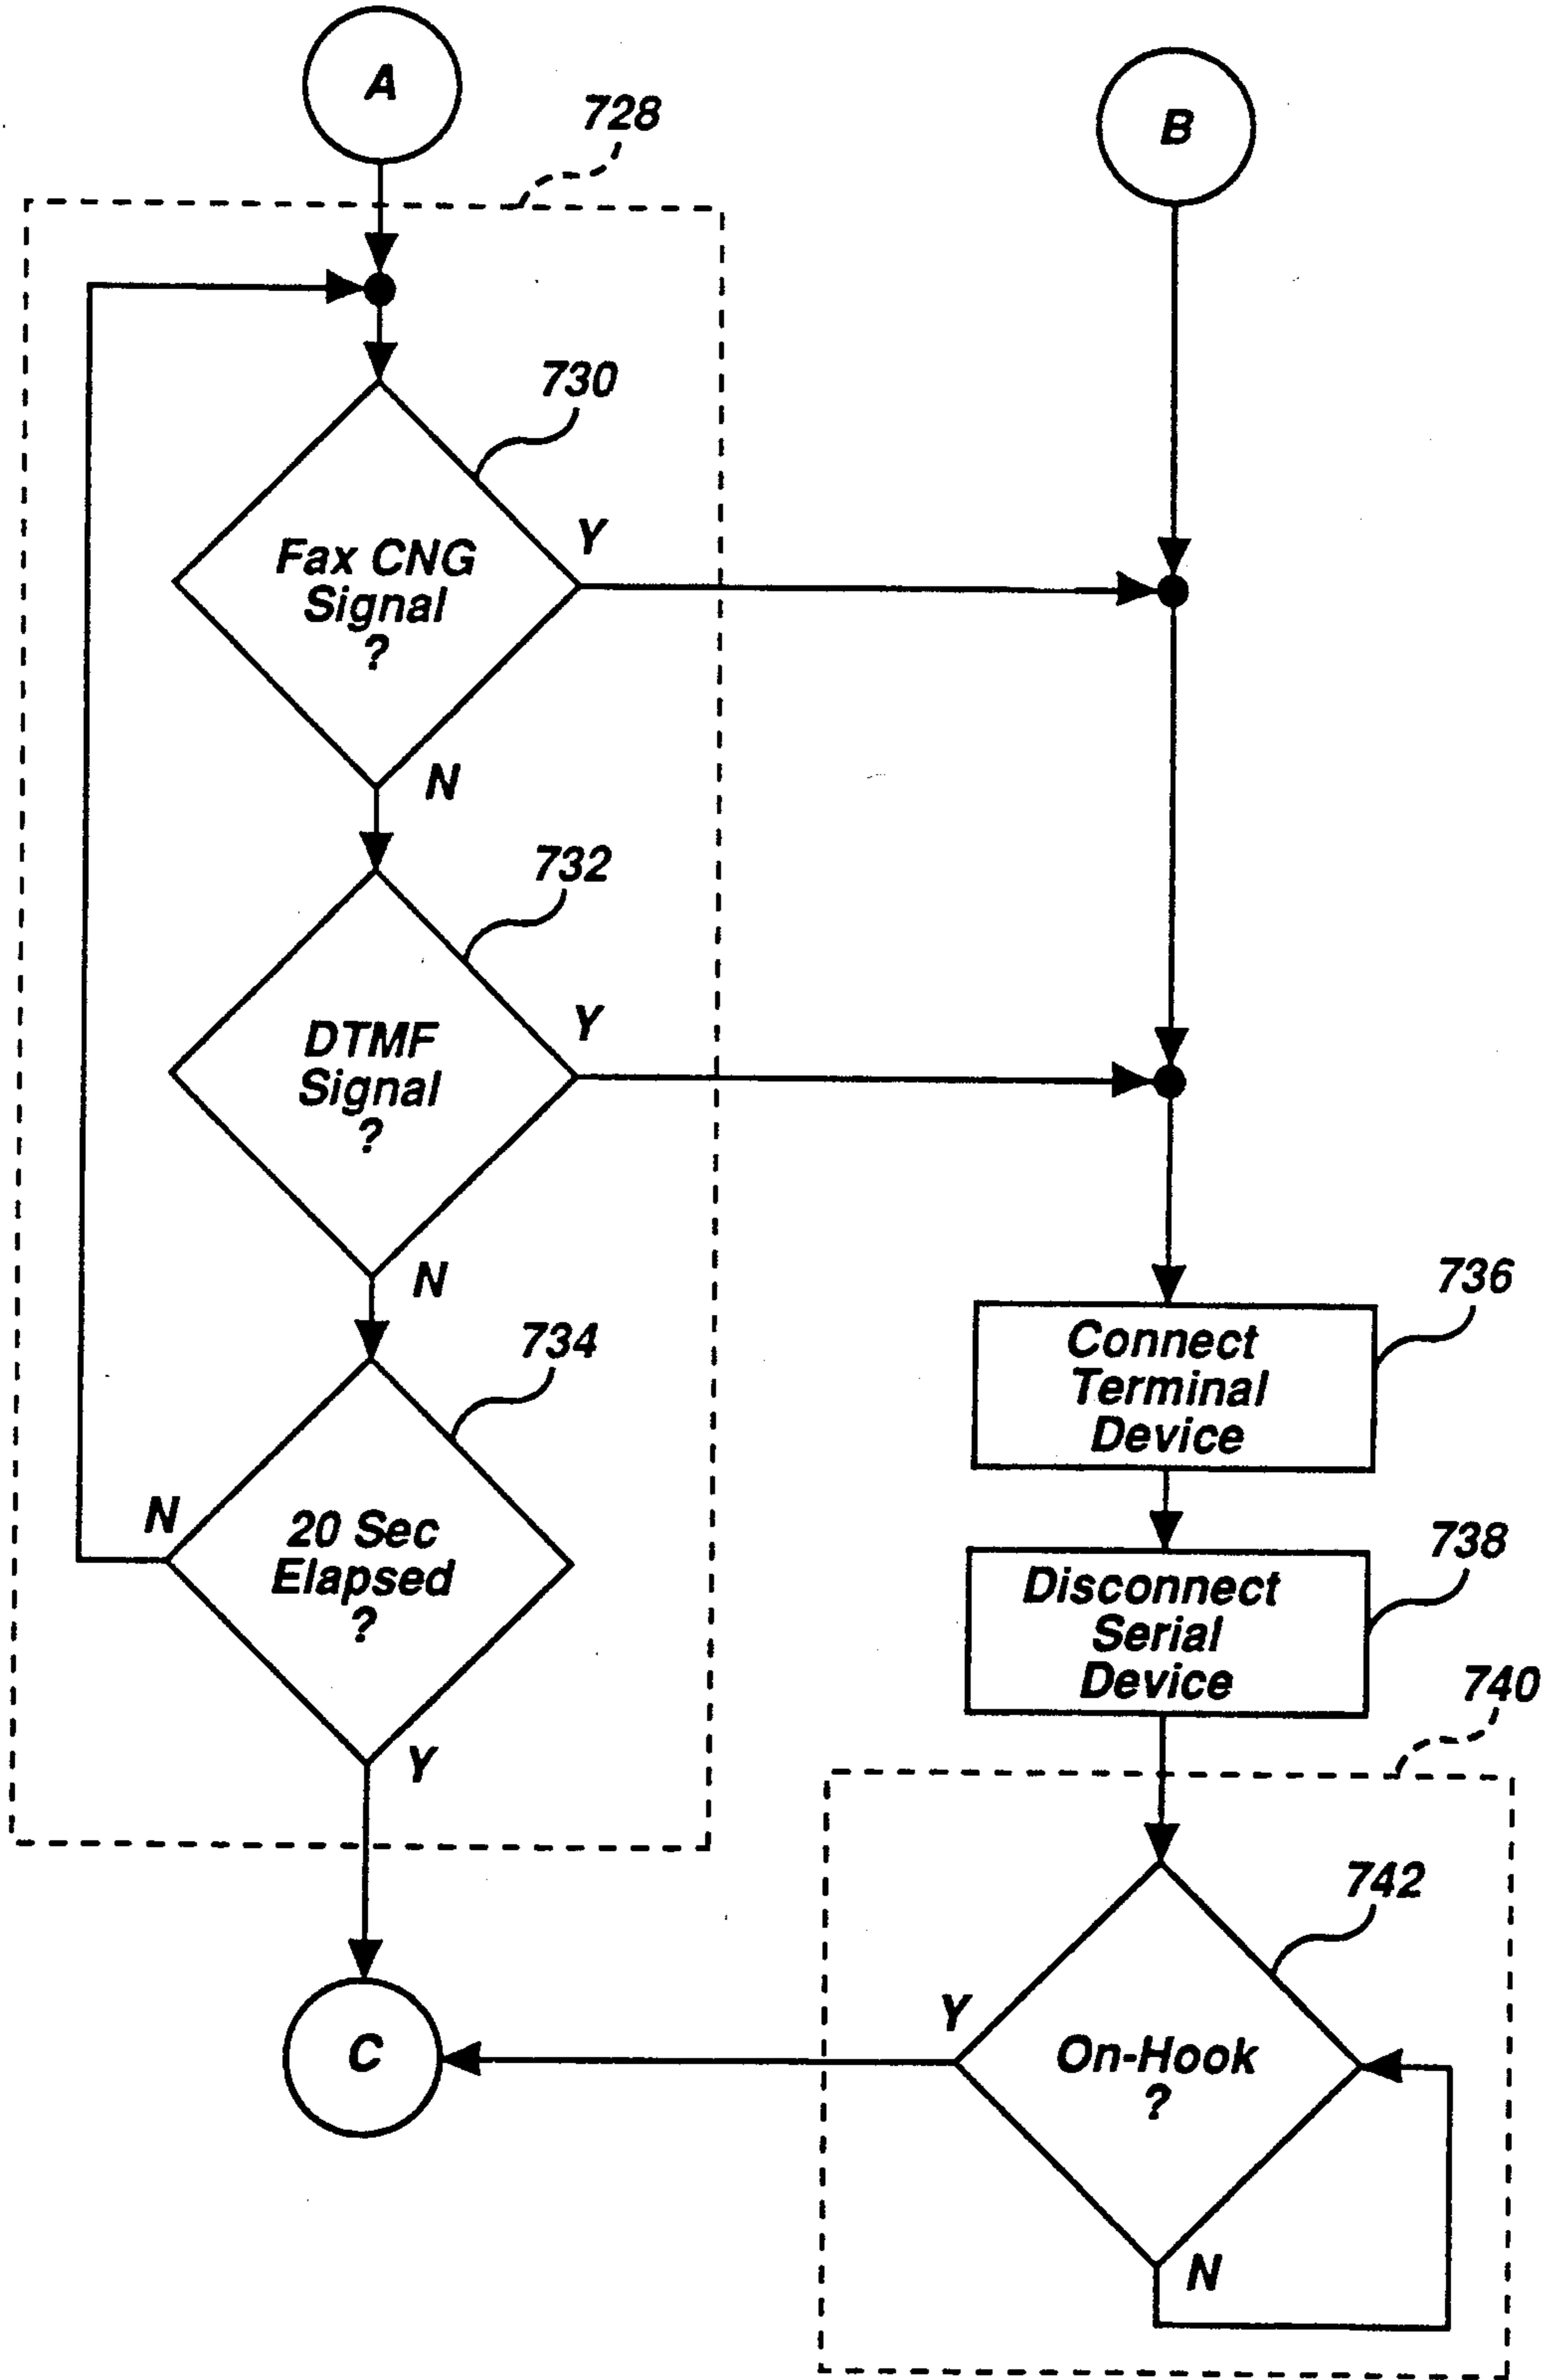 A
B
728
730
Fax CNG
Signal
?
Y
N
732
DTMF
Signal
?
Y
N
734
20 Sec
Elapsed
?
N
Y
736
Connect
Terminal
Device
738
Disconnect
Serial
Device
740
742
On-Hook
?
Y
N
C